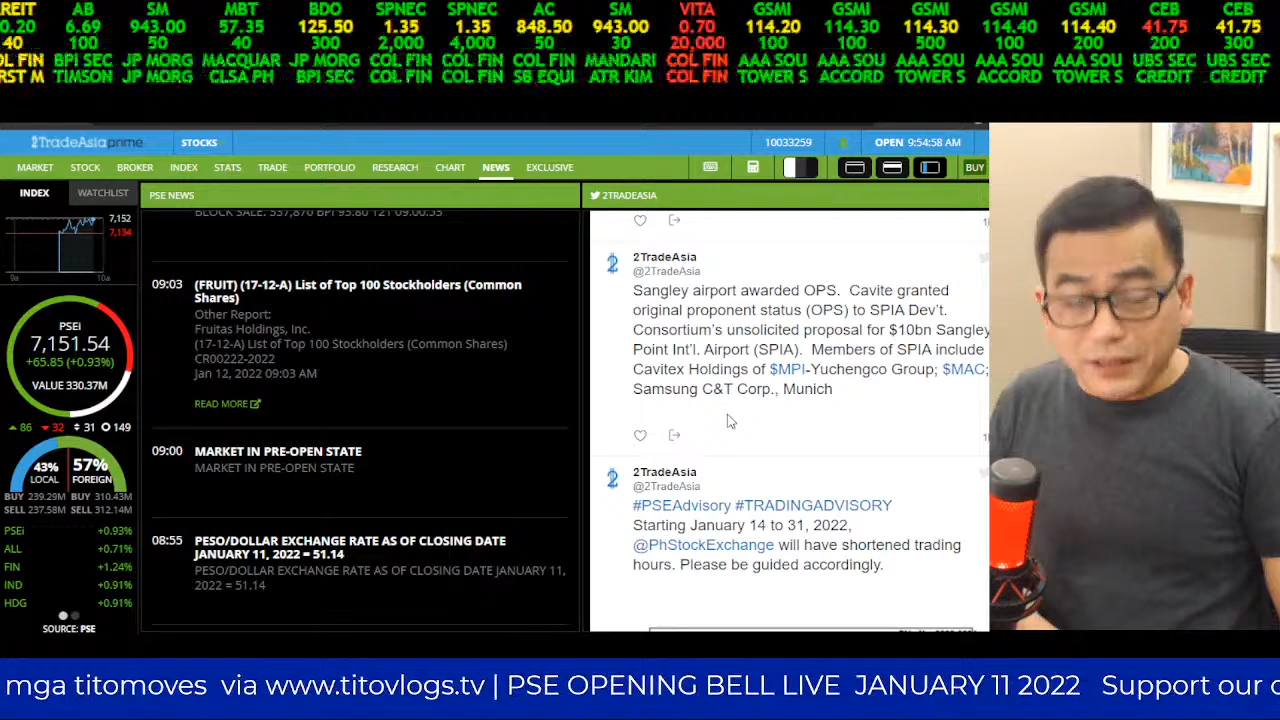 REIT AB SM MBT BDO SPNEC SPNEC AC SM VITA GSMI GSMI GSMI GSMI GSMI CEB CEB
0.20 6.69 943.00 57.35 125.50 1.35 1.35 848.50 943.00 0.70 114.20 114.30 114.30 114.40 114.40 41.75 41.75
40 100 50 40 300 2,000 4,000 50 30 20,000 100 100 500 100 200 200 300
OL FIN BPI SEC JP MORG MACQUAR JP MORG COL FIN COL FIN COL FIN MANDARI COL FIN AAA SOU AAA SOU AAA SOU AAA SOU AAA SOU UBS SEC UBS SEC
RST M TIMSON JP MORG CLSA PH BPI SEC COL FIN COL FIN SB EQUI ATR KIM COL FIN TOWER S ACCORD TOWER S ACCORD TOWER S CREDIT CREDIT
2TradeAsia prime STOCKS 10033259 OPEN 9:54:58 AM
MARKET STOCK BROKER INDEX STATS TRADE PORTFOLIO RESEARCH CHART NEWS EXCLUSIVE BUY
INDEX WATCHLIST
7,152
7,134
9a 10a
PSEi
7,151.54
+65.85 (+0.93%)
VALUE 330.37M
86 32 31 149
43% LOCAL 57% FOREIGN
BUY 239.29M BUY 310.43M
SELL 237.58M SELL 312.14M
PSEi +0.93%
ALL +0.71%
FIN +1.24%
IND +0.91%
HDG +0.91%
SOURCE: PSE
PSE NEWS
BLOCK SALE: 337,870 BPI 93.80 121 09:00:53
09:03 (FRUIT) (17-12-A) List of Top 100 Stockholders (Common
Shares)
Other Report:
Fruitas Holdings, Inc.
(17-12-A) List of Top 100 Stockholders (Common Shares)
CR00222-2022
Jan 12, 2022 09:03 AM
READ MORE
09:00 MARKET IN PRE-OPEN STATE
MARKET IN PRE-OPEN STATE
08:55 PESO/DOLLAR EXCHANGE RATE AS OF CLOSING DATE
JANUARY 11, 2022 = 51.14
PESO/DOLLAR EXCHANGE RATE AS OF CLOSING DATE JANUARY 11,
2022 = 51.14
2TRADEASIA
2TradeAsia
@2TradeAsia
Sangley airport awarded OPS. Cavite granted
original proponent status (OPS) to SPIA Dev't.
Consortium's unsolicited proposal for $10bn Sangley
Point Int'l. Airport (SPIA). Members of SPIA include
Cavitex Holdings of $MPI-Yuchengco Group; $MAC;
Samsung C&T Corp., Munich
2TradeAsia
@2TradeAsia
#PSEAdvisory #TRADINGADVISORY
Starting January 14 to 31, 2022,
@PhStockExchange will have shortened trading
hours. Please be guided accordingly.
mga titomoves via www.titovlogs.tv | PSE OPENING BELL LIVE JANUARY 11 2022 Support our